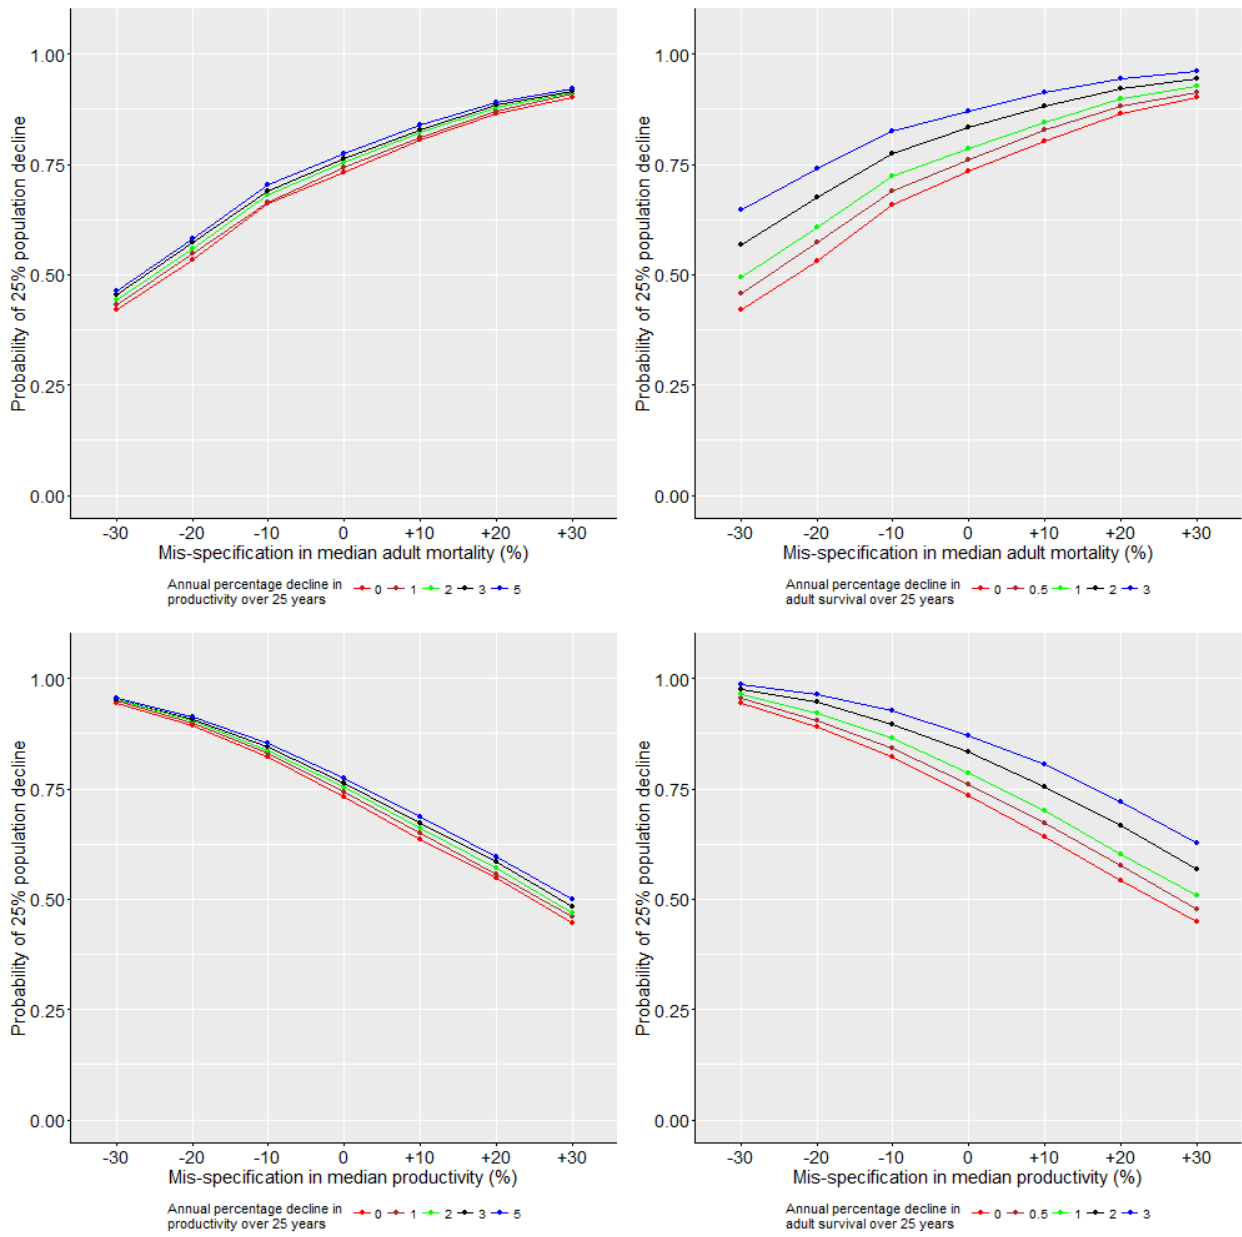 Probability of 25% population decline
1.00
0.75
0.50
0.25
0.00
-30 -20 -10 0 +10 +20 +30
Mis-specification in median adult mortality (%)
Annual percentage decline in
productivity over 25 years
0 1 2 3 5
Probability of 25% population decline
1.00
0.75
0.50
0.25
0.00
-30 -20 -10 0 +10 +20 +30
Mis-specification in median adult mortality (%)
Annual percentage decline in
adult survival over 25 years
0 0.5 1 2 3
Probability of 25% population decline
1.00
0.75
0.50
0.25
0.00
-30 -20 -10 0 +10 +20 +30
Mis-specification in median productivity (%)
Annual percentage decline in
productivity over 25 years
0 1 2 3 5
Probability of 25% population decline
1.00
0.75
0.50
0.25
0.00
-30 -20 -10 0 +10 +20 +30
Mis-specification in median productivity (%)
Annual percentage decline in
adult survival over 25 years
0 0.5 1 2 3